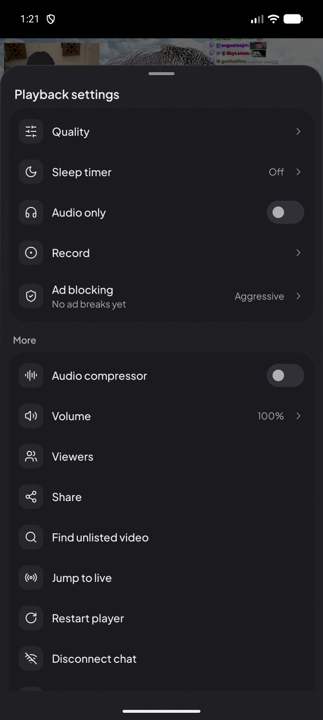 1:21
Playback settings
Quality
Sleep timer
Off
Audio only
Record
Ad blocking
No ad breaks yet
Aggressive
More
Audio compressor
Volume
100%
Viewers
Share
Find unlisted video
Jump to live
Restart player
Disconnect chat